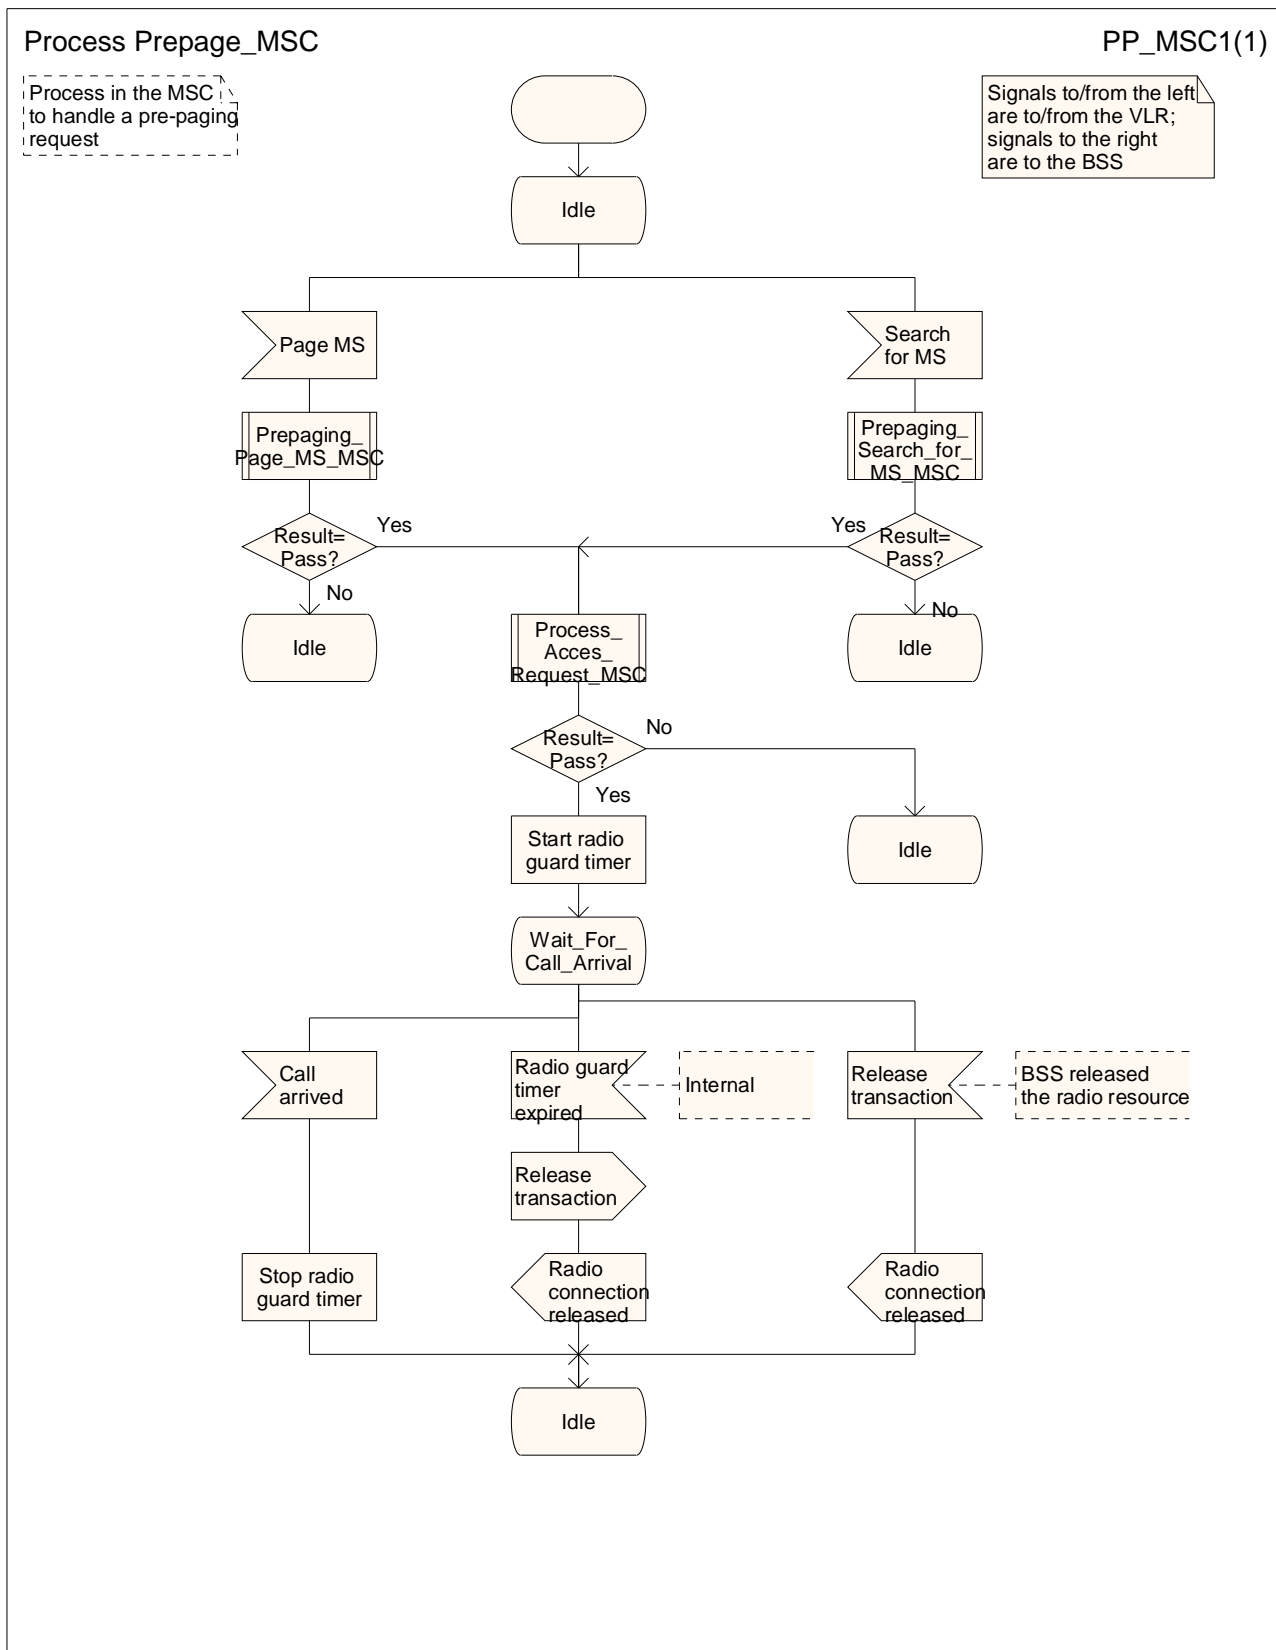 Process Prepage_MSC
PP_MSC1(1)
Process in the MSC
to handle a pre-paging
request
Signals to/from the left
are to/from the VLR;
signals to the right
are to the BSS
Idle
Page MS
Search
for MS
Prepaging_
Page_MS_MSC
Prepaging_
Search_for_
MS_MSC
Result=
Pass?
Yes
No
Yes
Result=
Pass?
No
Idle
Process_
Acces_
Request_MSC
Idle
Result=
Pass?
No
Yes
Start radio
guard timer
Idle
Wait_For_
Call_Arrival
Call
arrived
Radio guard
timer
expired
Internal
Release
transaction
BSS released
the radio resource
Release
transaction
Stop radio
guard timer
Radio
connection
released
Radio
connection
released
Idle